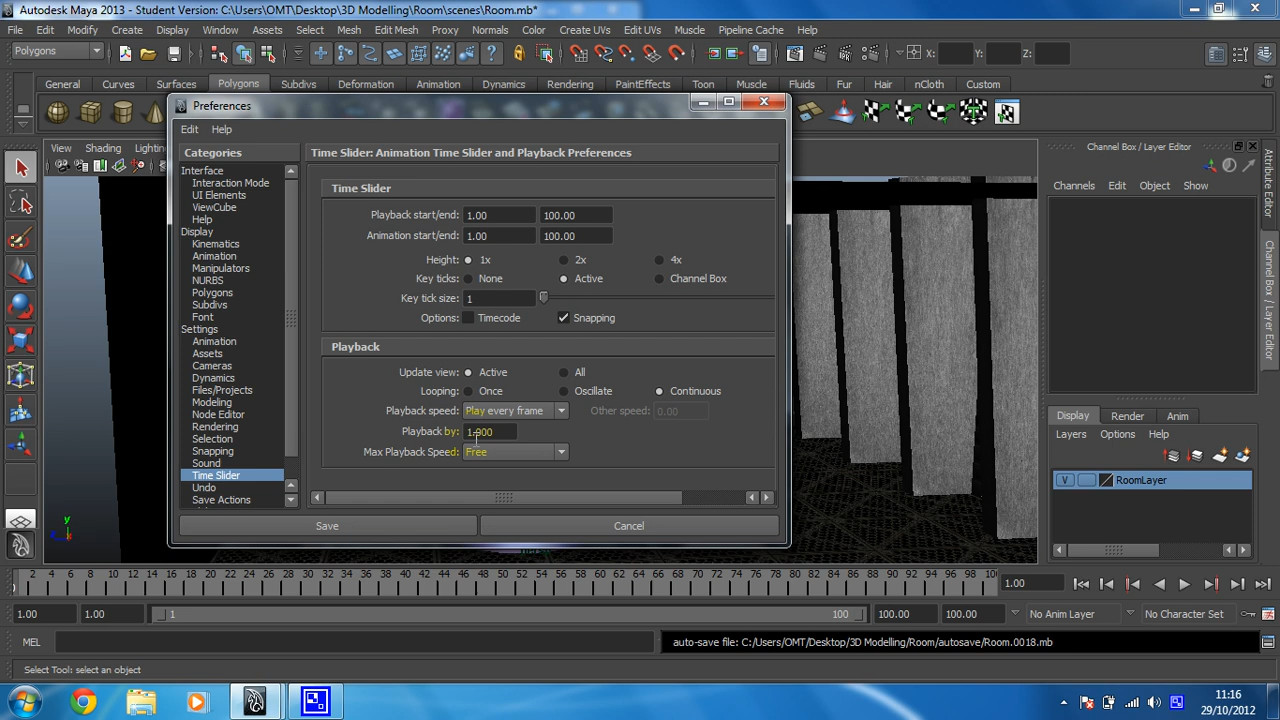 Autodesk Maya 2013 - Student Version: C:\Users\OMT\Desktop\3D Modelling\Room\scenes\Room.mb*
File Edit Modify Create Display Window Assets Select Mesh Edit Mesh Proxy Normals Color Create UVs Edit UVs Muscle Pipeline Cache Help
Polygons X: Y: Z:
General Curves Surfaces Polygons Subdivs Deformation Animation Dynamics Rendering PaintEffects Toon Muscle Fluids Fur Hair nCloth Custom
Preferences
Edit Help
View Shading Lighting
Channel Box / Layer Editor
Categories
Time Slider: Animation Time Slider and Playback Preferences
Interface
Interaction Mode
UI Elements
ViewCube
Help
Display
Kinematics
Animation
Manipulators
NURBS
Polygons
Subdivs
Font
Settings
Animation
Assets
Cameras
Dynamics
Files/Projects
Modeling
Node Editor
Rendering
Selection
Snapping
Sound
Time Slider
Undo
Save Actions
Time Slider
Playback start/end: 1.00 100.00
Animation start/end: 1.00 100.00
Height: 1x 2x 4x
Key ticks: None Active Channel Box
Key tick size: 1
Options: Timecode Snapping
Playback
Update view: Active All
Looping: Once Oscillate Continuous
Playback speed: Play every frame Other speed: 0.00
Playback by: 1.000
Max Playback Speed: Free
Save Cancel
Channels Edit Object Show
Attribute Editor
Channel Box / Layer Editor
Display Render Anim
Layers Options Help
V RoomLayer
y
2 4 6 8 10 12 14 16 18 20 22 24 26 28 30 32 34 36 38 40 42 44 46 48 50 52 54 56 58 60 62 64 66 68 70 72 74 76 78 80 82 84 86 88 90 92 94 96 98 100 1.00
1.00 1.00 1 100 100.00 100.00 No Anim Layer No Character Set
MEL auto-save file: C:/Users/OMT/Desktop/3D Modelling/Room/autosave/Room.0018.mb
Select Tool: select an object
11:16
29/10/2012